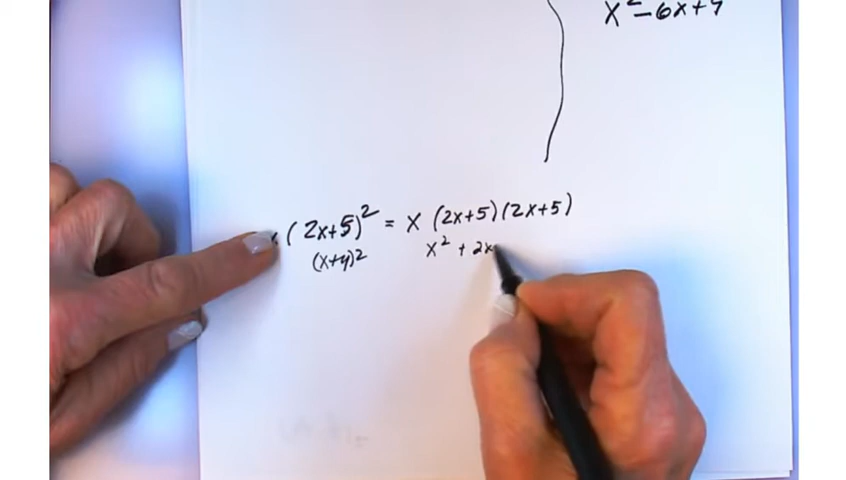 x² - 6x + 9
x (2x+5)² = x (2x+5)(2x+5)
(x+y)² x² + 2x